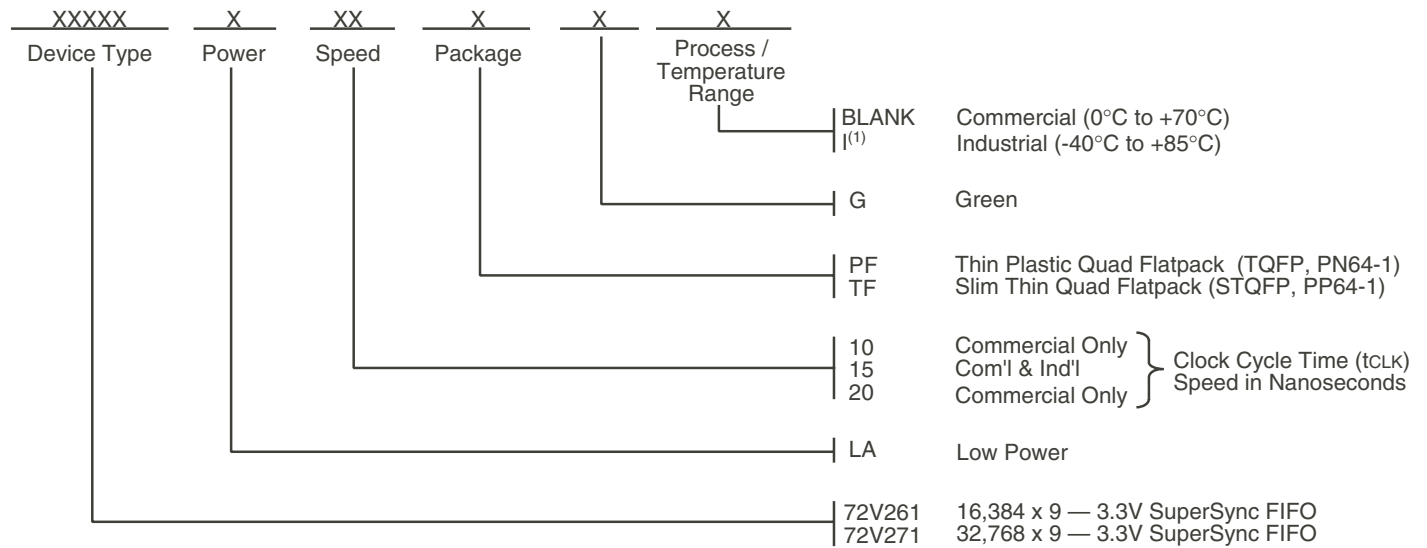 XXXXX X XX X X X
Device Type Power Speed Package Process /
Temperature
Range
BLANK Commercial (0°C to +70°C)
I(1) Industrial (-40°C to +85°C)
G Green
PF Thin Plastic Quad Flatpack (TQFP, PN64-1)
TF Slim Thin Quad Flatpack (STQFP, PP64-1)
10 Commercial Only
15 Com'l & Ind'l
20 Commercial Only
Clock Cycle Time (tCLK)
Speed in Nanoseconds
LA Low Power
72V261 16,384 x 9 — 3.3V SuperSync FIFO
72V271 32,768 x 9 — 3.3V SuperSync FIFO